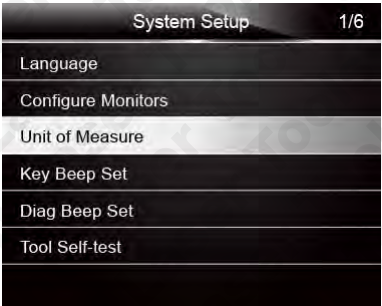 System Setup 1/6
Language
Configure Monitors
Unit of Measure
Key Beep Set
Diag Beep Set
Tool Self-test